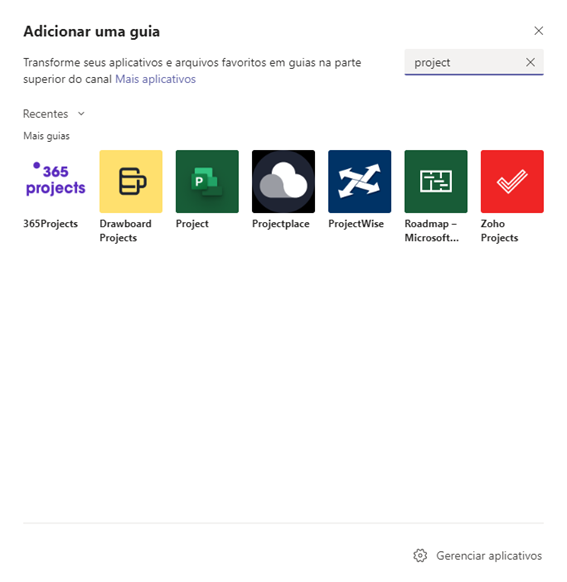 Adicionar uma guia
Transforme seus aplicativos e arquivos favoritos em guias na parte
superior do canal Mais aplicativos
project
Recentes
Mais guias
365
projects
P
365Projects
Drawboard
Projects
Project
Projectplace
ProjectWise
Roadmap –
Microsoft...
Zoho
Projects
Gerenciar aplicativos